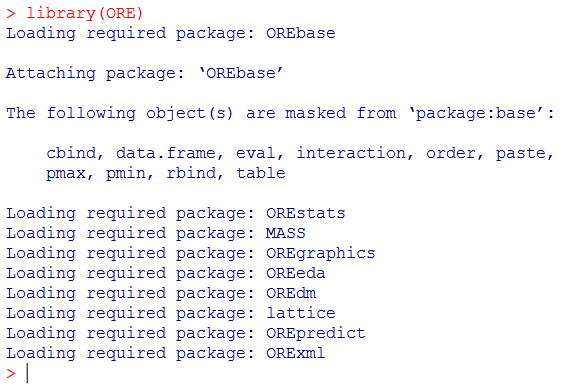 > library(ORE)
Loading required package: OREbase

Attaching package: ‘OREbase’

The following object(s) are masked from ‘package:base’:

    cbind, data.frame, eval, interaction, order, paste,
    pmax, pmin, rbind, table

Loading required package: OREstats
Loading required package: MASS
Loading required package: OREgraphics
Loading required package: OREeda
Loading required package: OREdm
Loading required package: lattice
Loading required package: OREpredict
Loading required package: ORExml
>